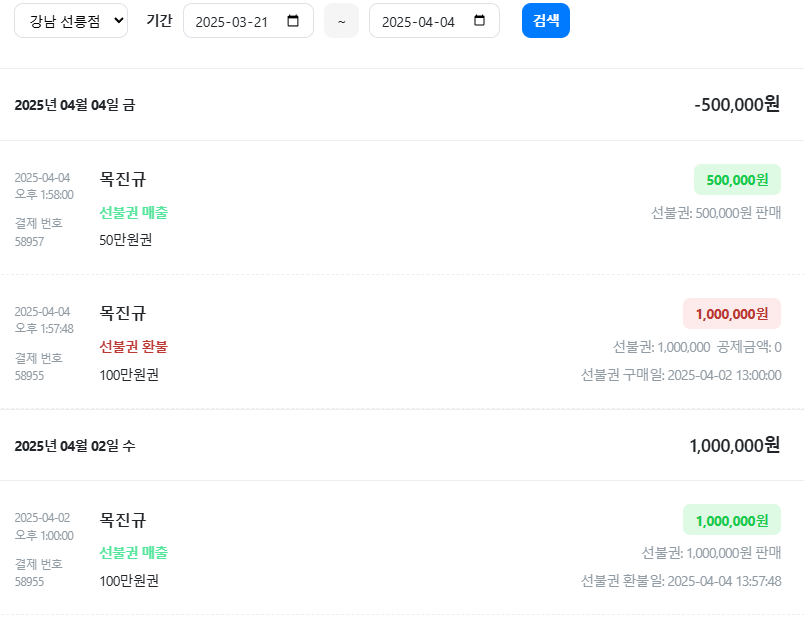 강남 선릉점 기간 2025-03-21 ~ 2025-04-04 검색
2025년 04월 04일 금 -500,000원
2025-04-04
오후 1:58:00
결제 번호
58957
목진규
선불권 매출
50만원권
500,000원
선불권: 500,000원 판매
2025-04-04
오후 1:57:48
결제 번호
58955
목진규
선불권 환불
100만원권
1,000,000원
선불권: 1,000,000 공제금액: 0
선불권 구매일: 2025-04-02 13:00:00
2025년 04월 02일 수 1,000,000원
2025-04-02
오후 1:00:00
결제 번호
58955
목진규
선불권 매출
100만원권
1,000,000원
선불권: 1,000,000원 판매
선불권 환불일: 2025-04-04 13:57:48